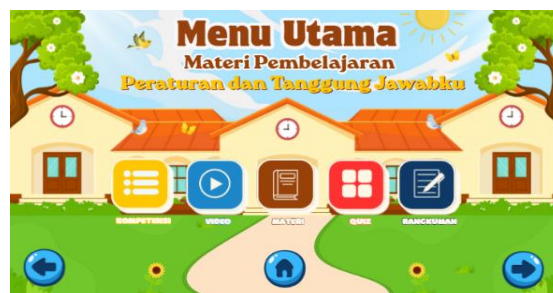 Menu Utama
Materi Pembelajaran
Peraturan dan Tanggung Jawabku
KOMPETENSI VIDEO MATERI QUIZ RANGKUMAN